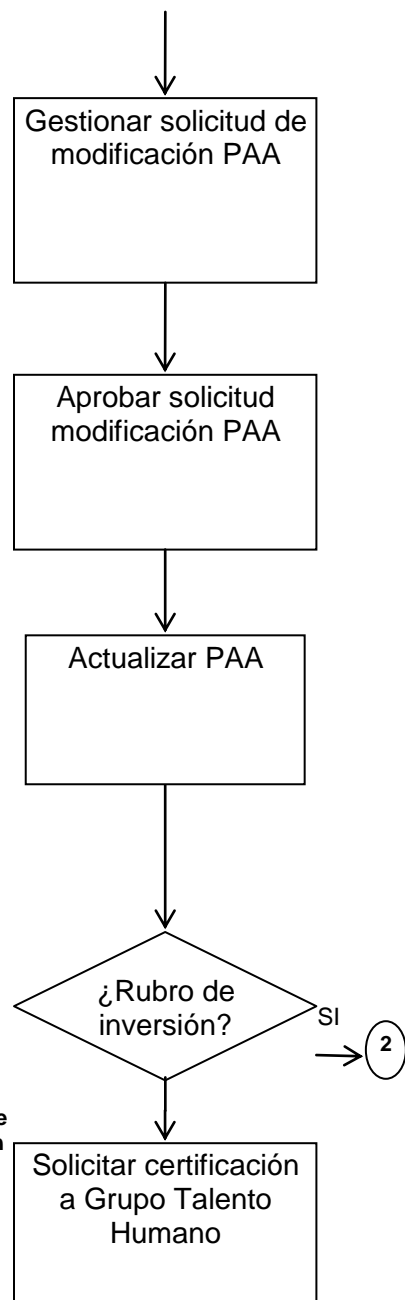 Gestionar solicitud de
modificación PAA
Aprobar solicitud
modificación PAA
Actualizar PAA
¿Rubro de
inversión?
SI
2
Solicitar certificación
a Grupo Talento
Humano